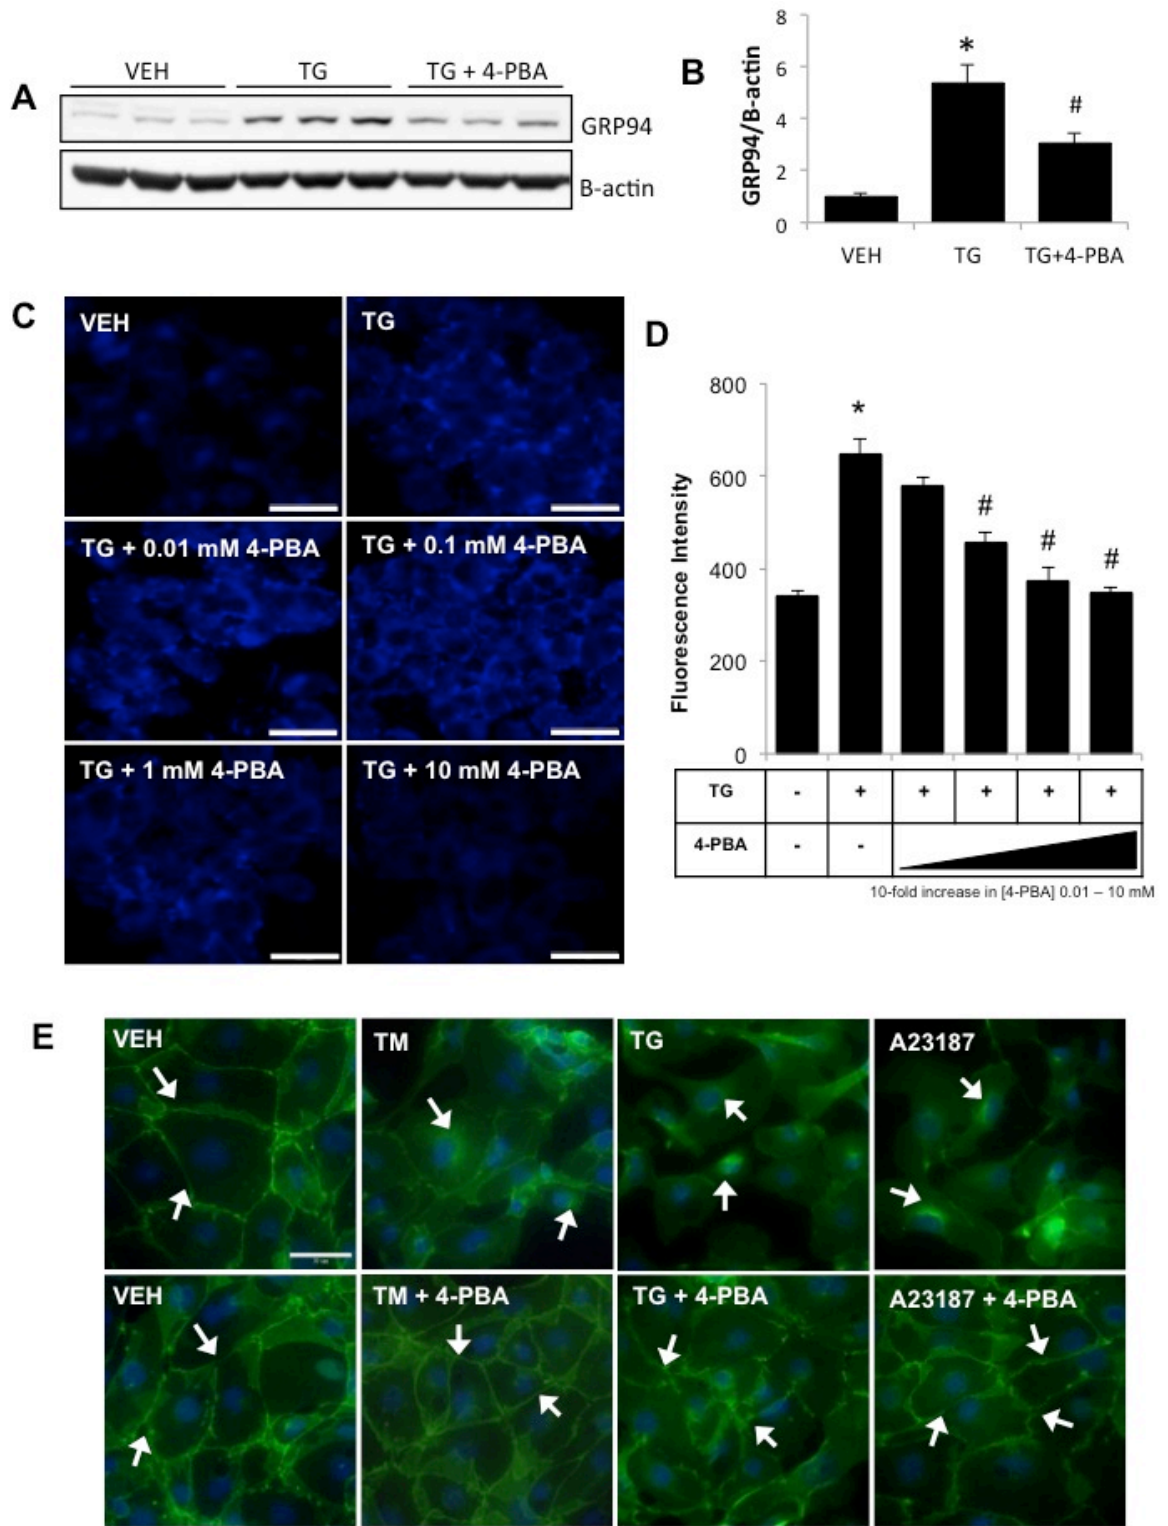 A
VEH TG TG + 4-PBA
GRP94
B-actin
B
GRP94/B-actin
8
6
4
2
0
*
#
VEH TG TG+4-PBA
C
VEH
TG
TG + 0.01 mM 4-PBA
TG + 0.1 mM 4-PBA
TG + 1 mM 4-PBA
TG + 10 mM 4-PBA
D
Fluorescence Intensity
800
600
400
200
0
*
#
#
#
TG - + + + + +
4-PBA - -
10-fold increase in [4-PBA] 0.01 – 10 mM
E
VEH
TM
TG
A23187
VEH
TM + 4-PBA
TG + 4-PBA
A23187 + 4-PBA